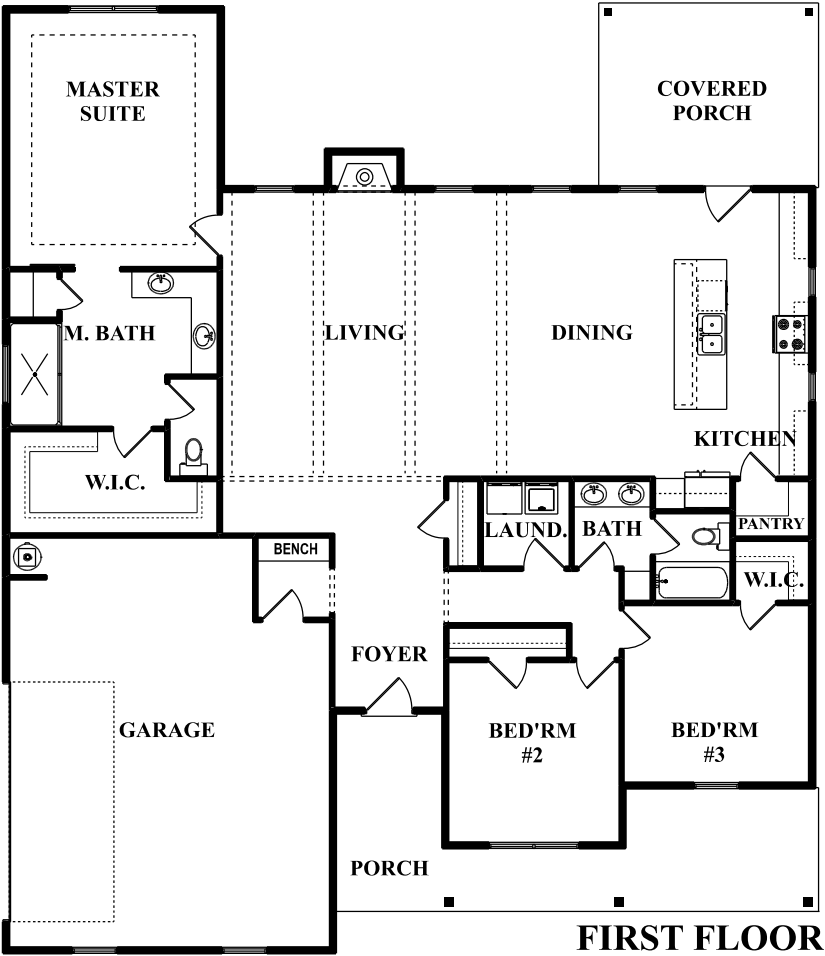 MASTER
SUITE
COVERED
PORCH
M. BATH
LIVING
DINING
KITCHEN
W.I.C.
LAUND.
BATH
PANTRY
BENCH
W.I.C.
FOYER
GARAGE
BED'RM
#2
BED'RM
#3
PORCH
FIRST FLOOR